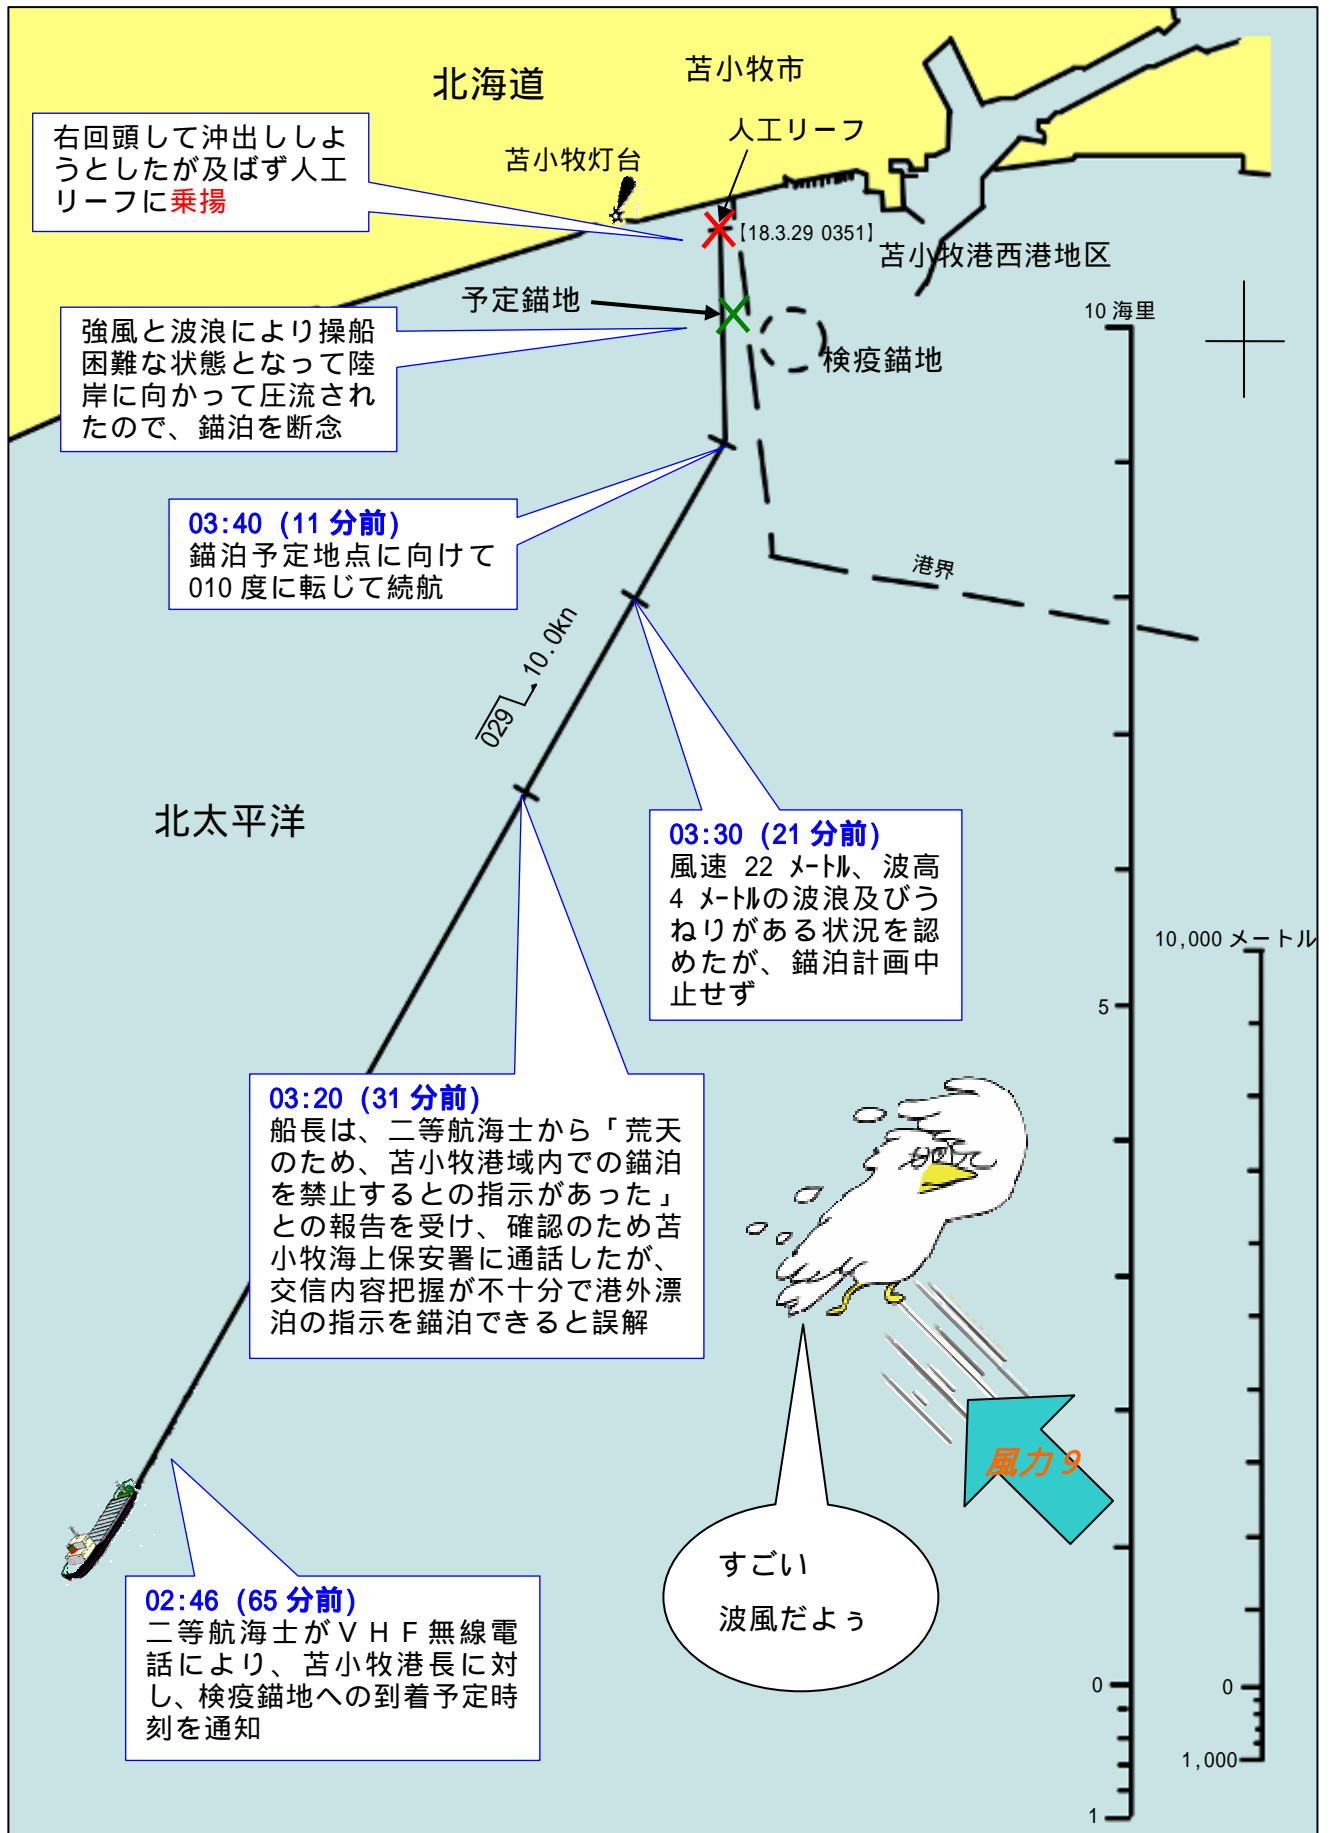 北海道
苫小牧市
人工リーフ
苫小牧灯台
右回頭して沖出ししよ
うとしたが及ばず人工
リーフに乗揚
【18.3.29 0351】
苫小牧港西港地区
予定錨地
検疫錨地
10 海里
強風と波浪により操船
困難な状態となって陸
岸に向かって圧流され
たので、錨泊を断念
03:40 (11 分前)
錨泊予定地点に向けて
010 度に転じて続航
港界
029 10.0kn
北太平洋
03:30 (21 分前)
風速 22 メートル、波高
4 メートルの波浪及びう
ねりがある状況を認
めたが、錨泊計画中
止せず
10,000 メートル
5
03:20 (31 分前)
船長は、二等航海士から「荒天
のため、苫小牧港域内での錨泊
を禁止するとの指示があった」
との報告を受け、確認のため苫
小牧海上保安署に通話したが、
交信内容把握が不十分で港外漂
泊の指示を錨泊できると誤解
風力 9
すごい
波風だよぅ
02:46 (65 分前)
二等航海士がＶＨＦ無線電
話により、苫小牧港長に対
し、検疫錨地への到着予定時
刻を通知
0
0
1,000
1